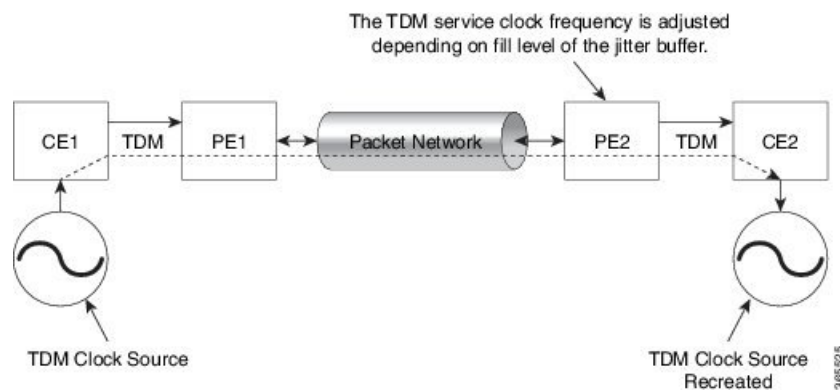 The TDM service clock frequency is adjusted
depending on fill level of the jitter buffer.
CE1
TDM
PE1
Packet Network
PE2
TDM
CE2
TDM Clock Source
TDM Clock Source
Recreated